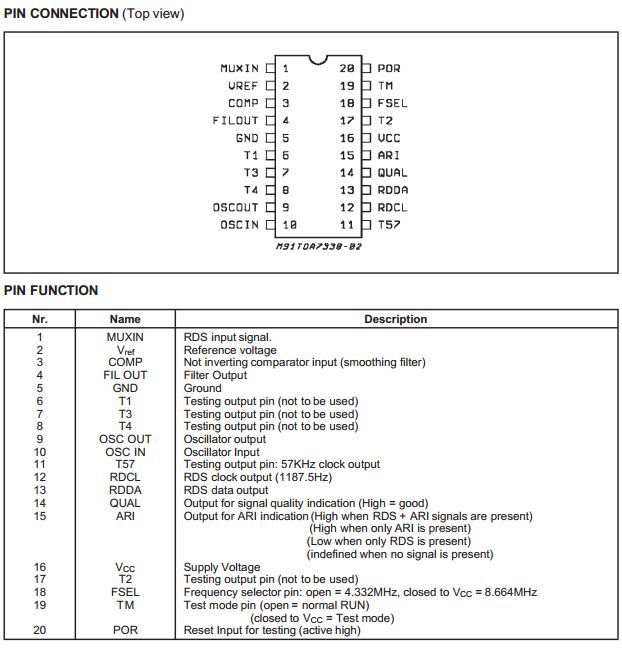 PIN CONNECTION (Top view)
MUXIN 1 20 POR
VREF 2 19 TM
COMP 3 18 FSEL
FILOUT 4 17 T2
GND 5 16 VCC
T1 6 15 ARI
T3 7 14 QUAL
T4 8 13 RDDA
OSCOUT 9 12 RDCL
OSCIN 10 11 T57
M91TDA7330-02
PIN FUNCTION
Nr. Name Description
1 MUXIN RDS input signal.
2 Vref Reference voltage
3 COMP Not inverting comparator input (smoothing filter)
4 FIL OUT Filter Output
5 GND Ground
6 T1 Testing output pin (not to be used)
7 T3 Testing output pin (not to be used)
8 T4 Testing output pin (not to be used)
9 OSC OUT Oscillator output
10 OSC IN Oscillator Input
11 T57 Testing output pin: 57KHz clock output
12 RDCL RDS clock output (1187.5Hz)
13 RDDA RDS data output
14 QUAL Output for signal quality indication (High = good)
15 ARI Output for ARI indication (High when RDS + ARI signals are present)
(High when only ARI is present)
(Low when only RDS is present)
(indefined when no signal is present)
16 VCC Supply Voltage
17 T2 Testing output pin (not to be used)
18 FSEL Frequency selector pin: open = 4.332MHz, closed to VCC = 8.664MHz
19 TM Test mode pin (open = normal RUN)
(closed to VCC = Test mode)
20 POR Reset Input for testing (active high)